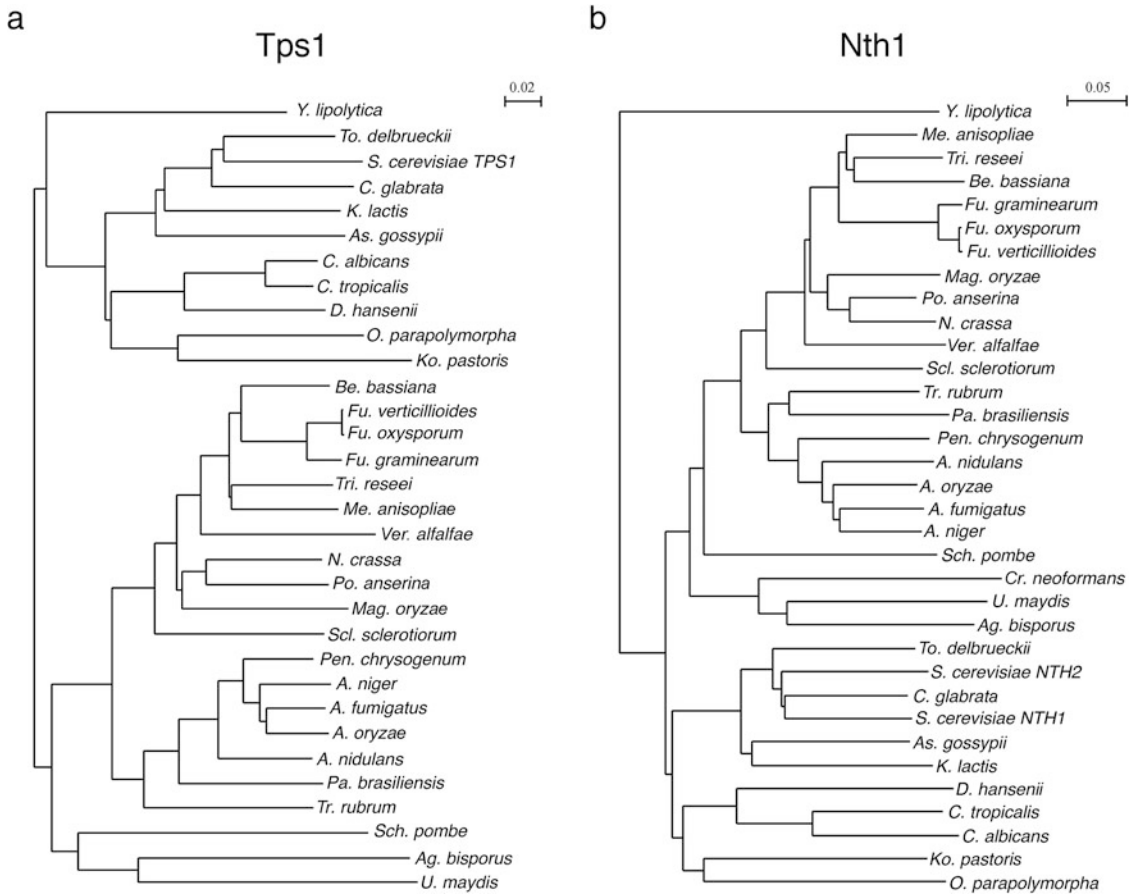 a
Tps1
0.02
Y. lipolytica
To. delbrueckii
S. cerevisiae TPS1
C. glabrata
K. lactis
As. gossypii
C. albicans
C. tropicalis
D. hansenii
O. parapolymorpha
Ko. pastoris
Be. bassiana
Fu. verticillioides
Fu. oxysporum
Fu. graminearum
Tri. reseei
Me. anisopliae
Ver. alfalfae
N. crassa
Po. anserina
Mag. oryzae
Scl. sclerotiorum
Pen. chrysogenum
A. niger
A. fumigatus
A. oryzae
A. nidulans
Pa. brasiliensis
Tr. rubrum
Sch. pombe
Ag. bisporus
U. maydis
b
Nth1
0.05
Y. lipolytica
Me. anisopliae
Tri. reseei
Be. bassiana
Fu. graminearum
Fu. oxysporum
Fu. verticillioides
Mag. oryzae
Po. anserina
N. crassa
Ver. alfalfae
Scl. sclerotiorum
Tr. rubrum
Pa. brasiliensis
Pen. chrysogenum
A. nidulans
A. oryzae
A. fumigatus
A. niger
Sch. pombe
Cr. neoformans
U. maydis
Ag. bisporus
To. delbrueckii
S. cerevisiae NTH2
C. glabrata
S. cerevisiae NTH1
As. gossypii
K. lactis
D. hansenii
C. tropicalis
C. albicans
Ko. pastoris
O. parapolymorpha